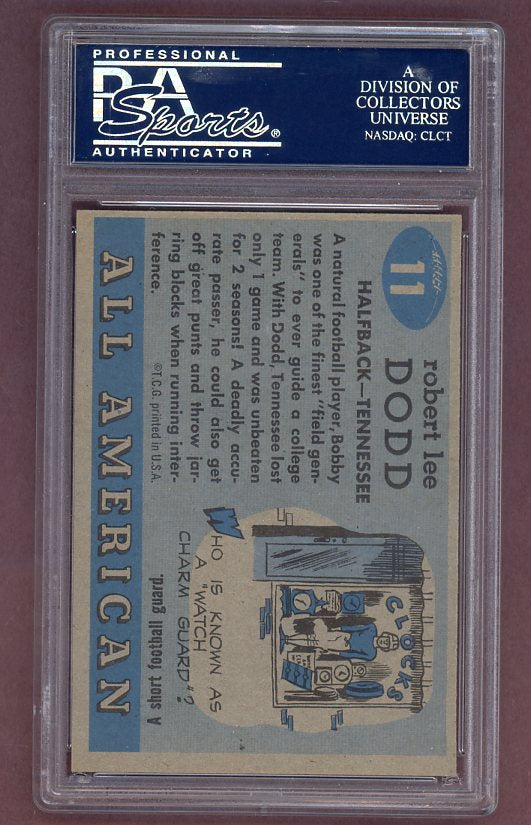 PROFESSIONAL
PSA
Sports®
AUTHENTICATOR
A
DIVISION OF
COLLECTORS
UNIVERSE
NASDAQ: CLCT
11
robert lee
DODD
HALFBACK—TENNESSEE
A natural football player, Bobby
was one of the finest "field gen-
erals" to ever guide a college
team. With Dodd, Tennessee lost
only 1 game and was unbeaten
for 2 seasons! A deadly accu-
rate passer, he could also get
off great punts and throw jar-
ring blocks when running inter-
ference.
©T.C.G. printed in U.S.A.
CLOCKS
WHO IS KNOWN AS
A "WATCH
CHARM GUARD"?
A short football guard.
ALL AMERICAN